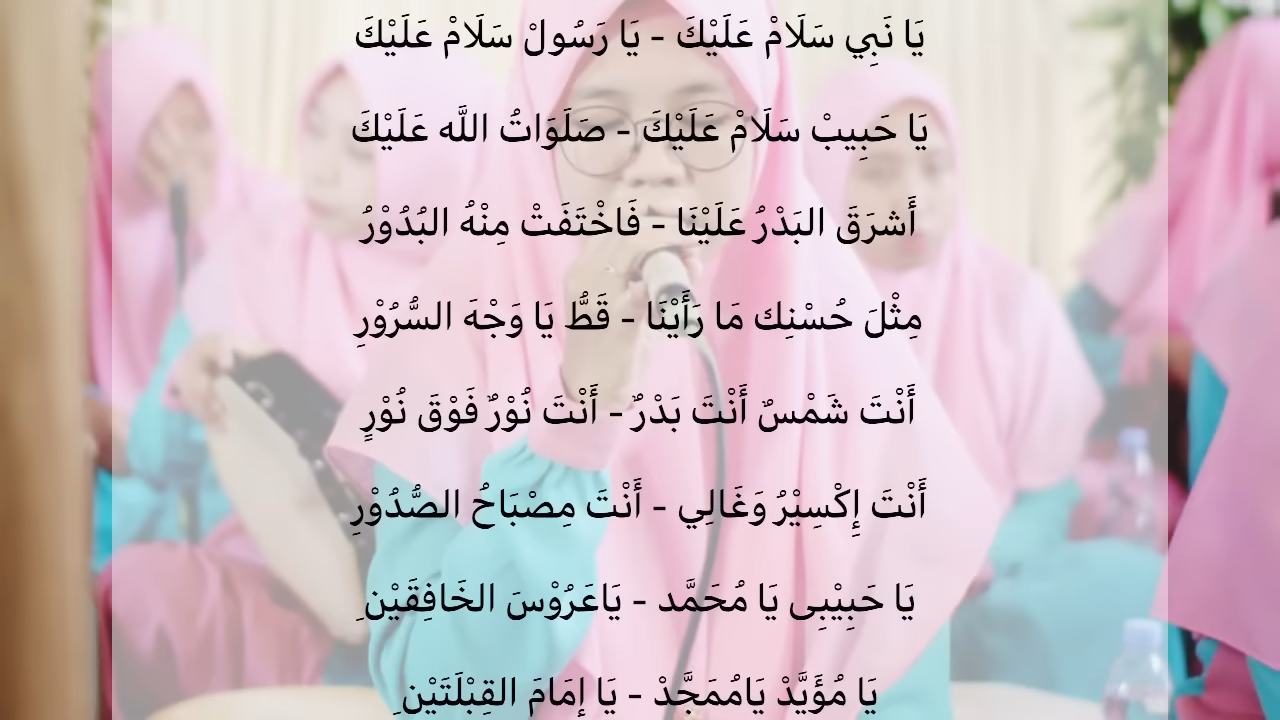 يَا نَبِي سَلَامْ عَلَيْكَ - يَا رَسُولْ سَلَامْ عَلَيْكَ
يَا حَبِيبْ سَلَامْ عَلَيْكَ - صَلَوَاتُ اللَّه عَلَيْكَ
أَشرَقَ البَدْرُ عَلَيْنَا - فَاخْتَفَتْ مِنْهُ البُدُوْرُ
مِثْلَ حُسْنِك مَا رَأَيْنَا - قَطُّ يَا وَجْهَ السُّرُوْرِ
أَنْتَ شَمْسٌ أَنْتَ بَدْرٌ - أَنْتَ نُوْرٌ فَوْقَ نُوْرٍ
أَنْتَ إِكْسِيْرُ وَغَالِي - أَنْتَ مِصْبَاحُ الصُّدُوْرِ
يَا حَبِيْبِى يَا مُحَمَّد - يَاعَرُوْسَ الخَافِقَيْن ِ
يَا مُؤَيَّدْ يَامُمَجَّدْ - يَا إِمَامَ القِبْلَتَيْن ِ